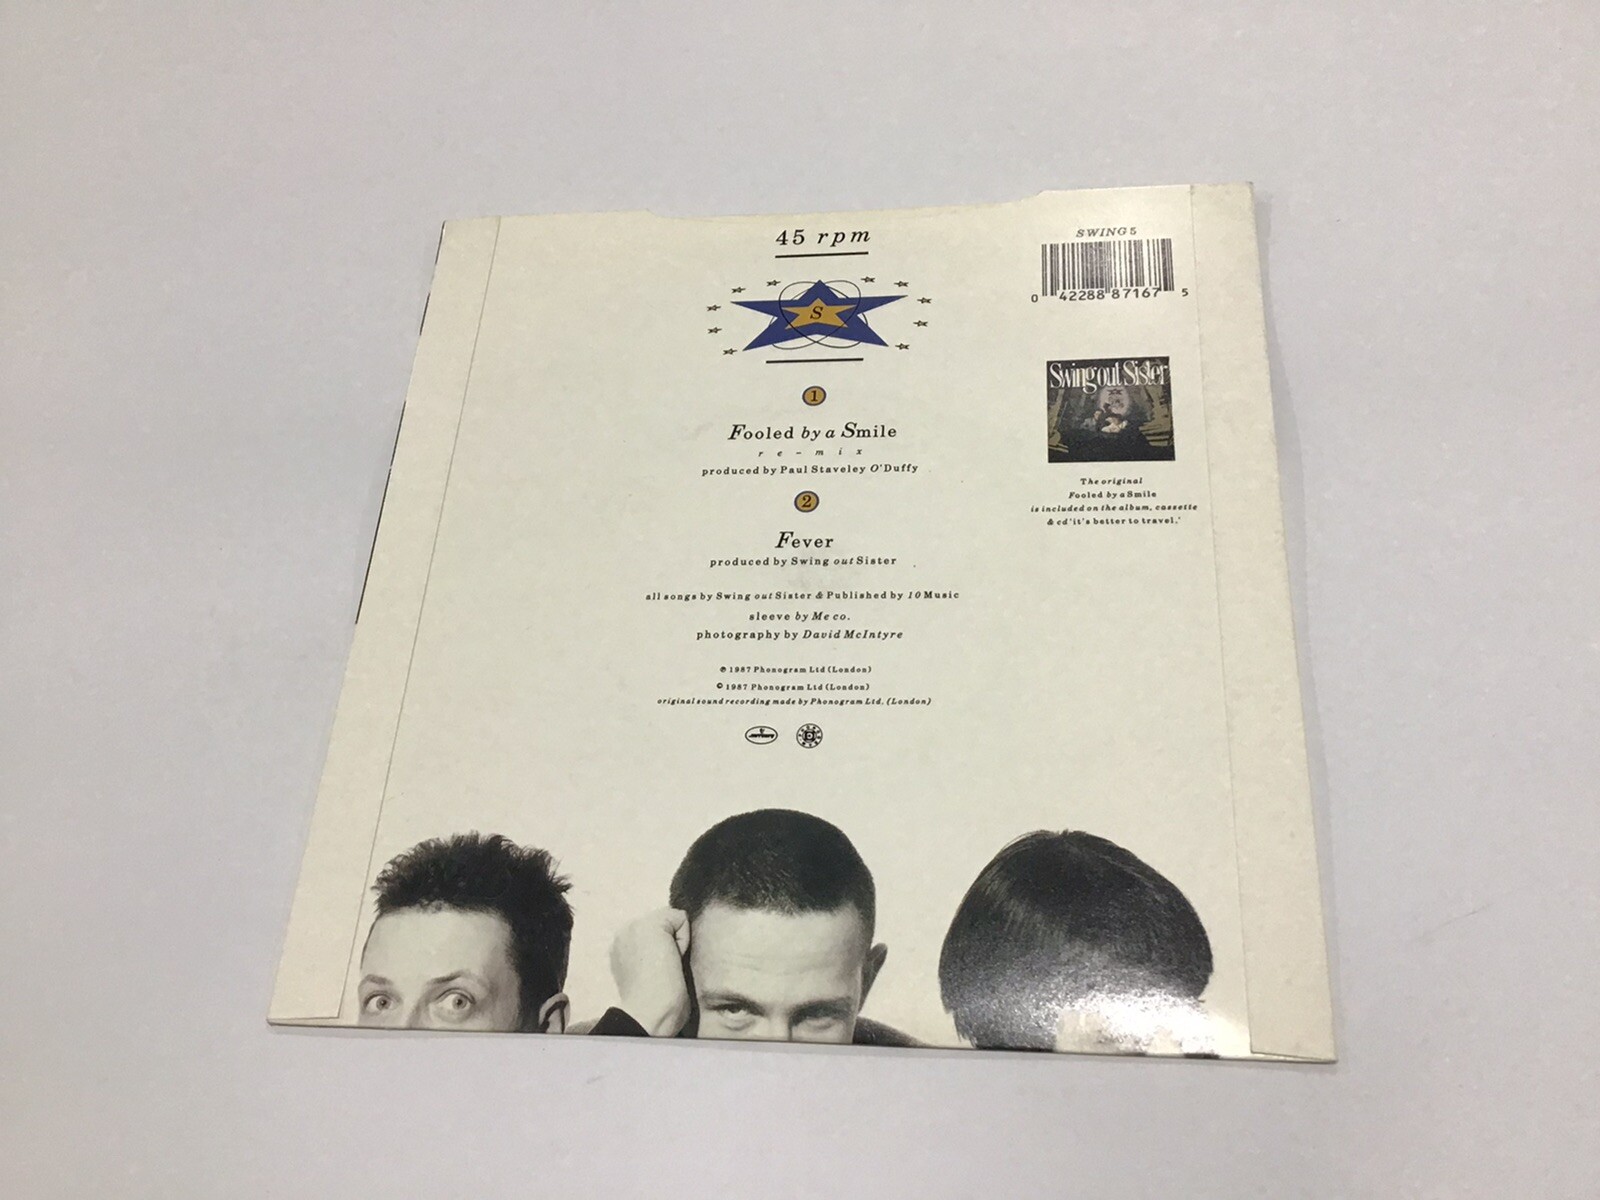 45 rpm
SWING 5
0 42288 87167 5
S
Swing out Sister
1
Fooled by a Smile
re-mix
produced by Paul Staveley O'Duffy
2
Fever
produced by Swing out Sister
The original
Fooled by a Smile
is included on the album, cassette
& cd 'it's better to travel.'
all songs by Swing out Sister & Published by 10 Music
sleeve by Me co.
photography by David McIntyre
℗ 1987 Phonogram Ltd (London)
© 1987 Phonogram Ltd (London)
original sound recording made by Phonogram Ltd. (London)
mercury